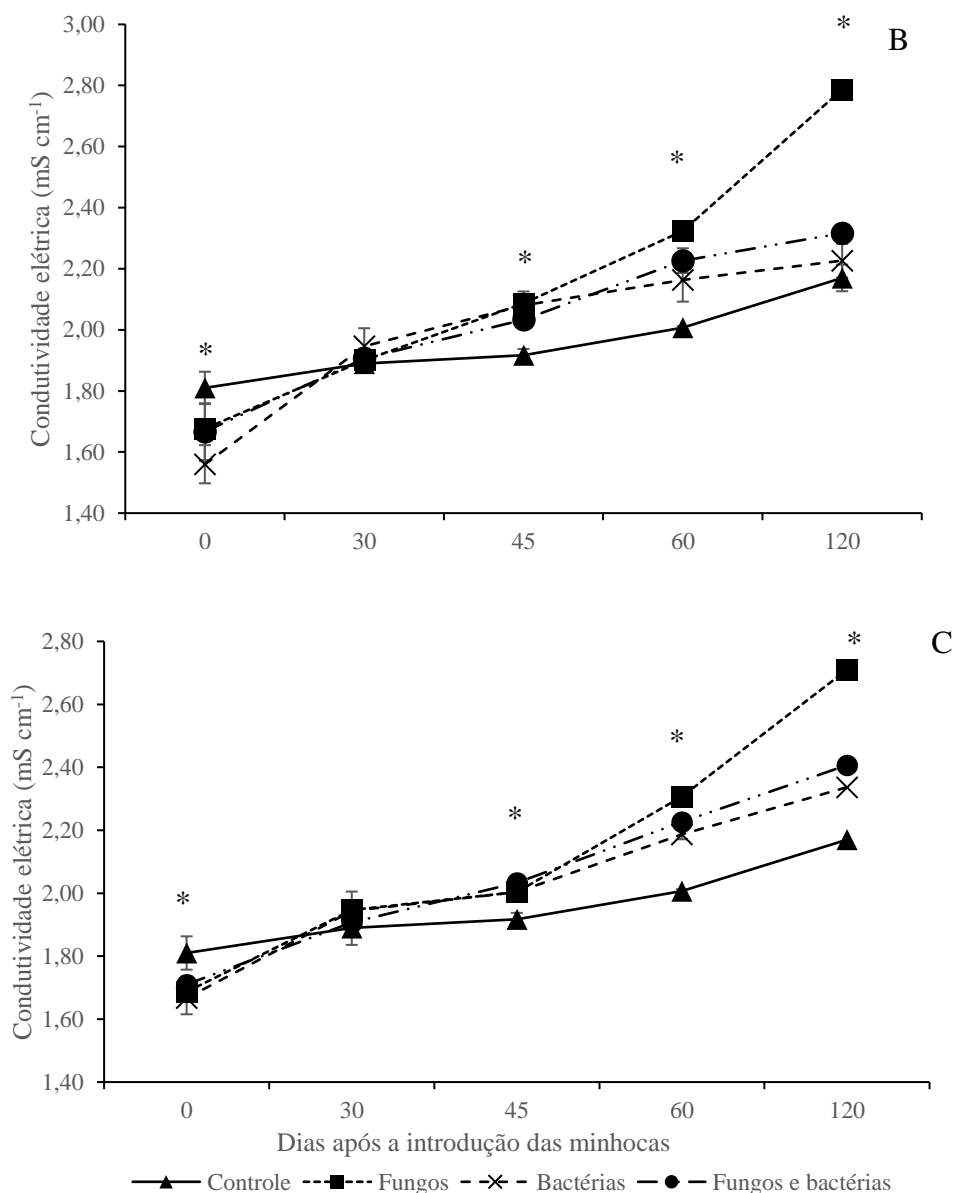 B
Condutividade elétrica (mS cm⁻¹)
3,00
2,80
2,60
2,40
2,20
2,00
1,80
1,60
1,40
* * * *
0 30 45 60 120
C
Condutividade elétrica (mS cm⁻¹)
2,80
2,60
2,40
2,20
2,00
1,80
1,60
1,40
* * * *
0 30 45 60 120
Dias após a introdução das minhocas
Controle Fungos Bactérias Fungos e bactérias